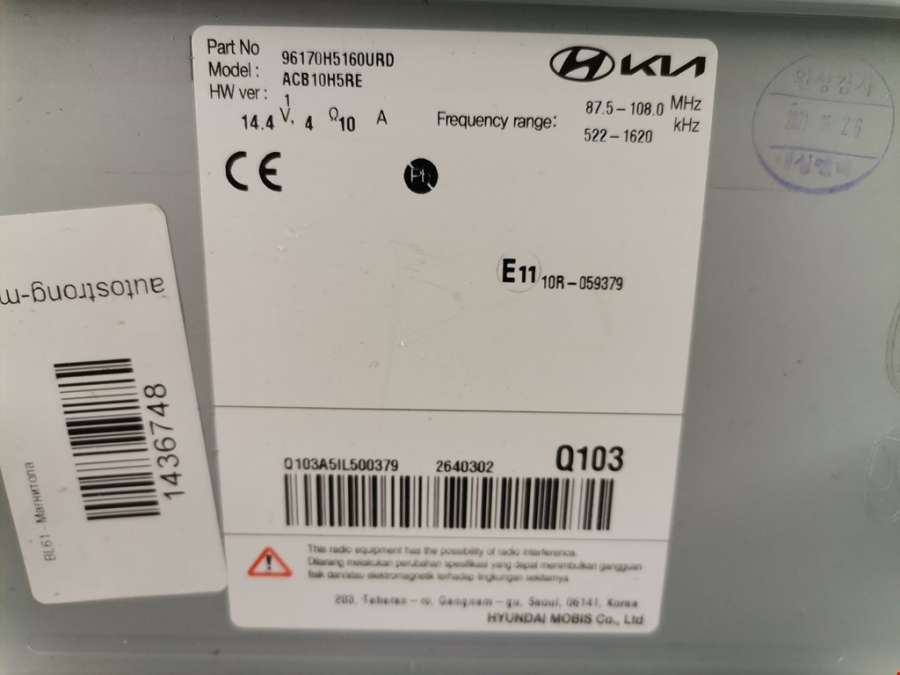 Part No 96170H5160URD
Model : ACB10H5RE
HW ver : 1
14.4 V, 4 Ω 10 A
Frequency range: 87.5-108.0 MHz
522-1620 kHz
KIA
CE
E11 10R-059379
Q103A5IL500379 2640302 Q103
This radio equipment has the possibility of radio interference.
Dilarang melakukan perubahan spesifikasi yang dapat menimbulkan gangguan
fisik dan/atau elektromagnetik terhadap lingkungan sekitarnya
203, Teheran-ro, Gangnam-gu, Seoul, 06141, Korea
HYUNDAI MOBIS Co., Ltd
autostrong-m
1436748
BL61 - Магнитола